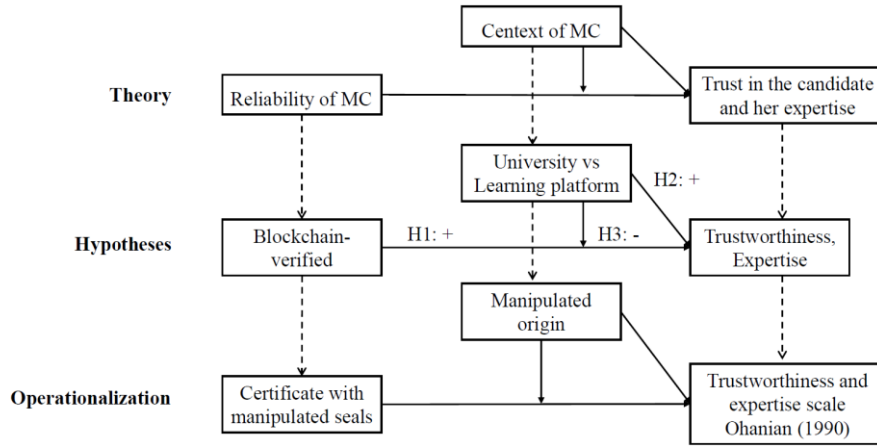 Centext of MC
Theory
Reliability of MC
Trust in the candidate
and her expertise
University vs
Learning platform
H2: +
Hypotheses
Blockchain-
verified
H1: +
H3: -
Trustworthiness,
Expertise
Manipulated
origin
Operationalization
Certificate with
manipulated seals
Trustworthiness and
expertise scale
Ohanian (1990)